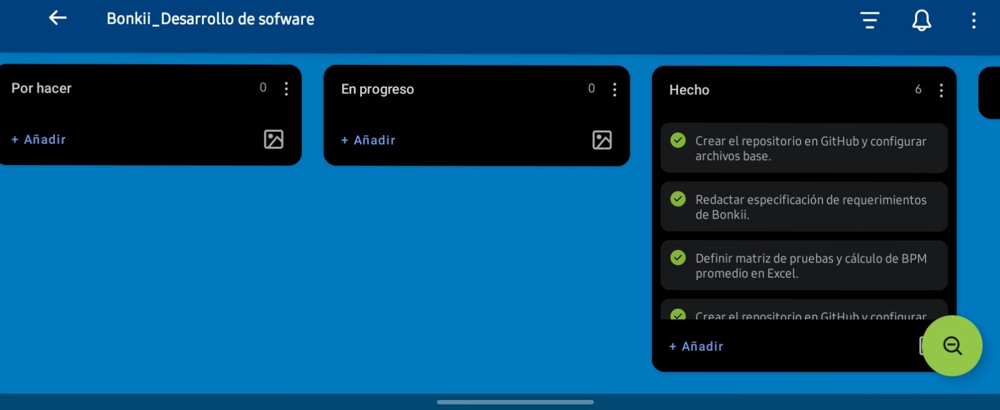 Bonkii_Desarrollo de sofware
Por hacer
0
+ Añadir
En progreso
0
+ Añadir
Hecho
6
Crear el repositorio en GitHub y configurar
archivos base.
Redactar especificación de requerimientos
de Bonkii.
Definir matriz de pruebas y cálculo de BPM
promedio en Excel.
Crear el repositorio en GitHub y configurar
+ Añadir